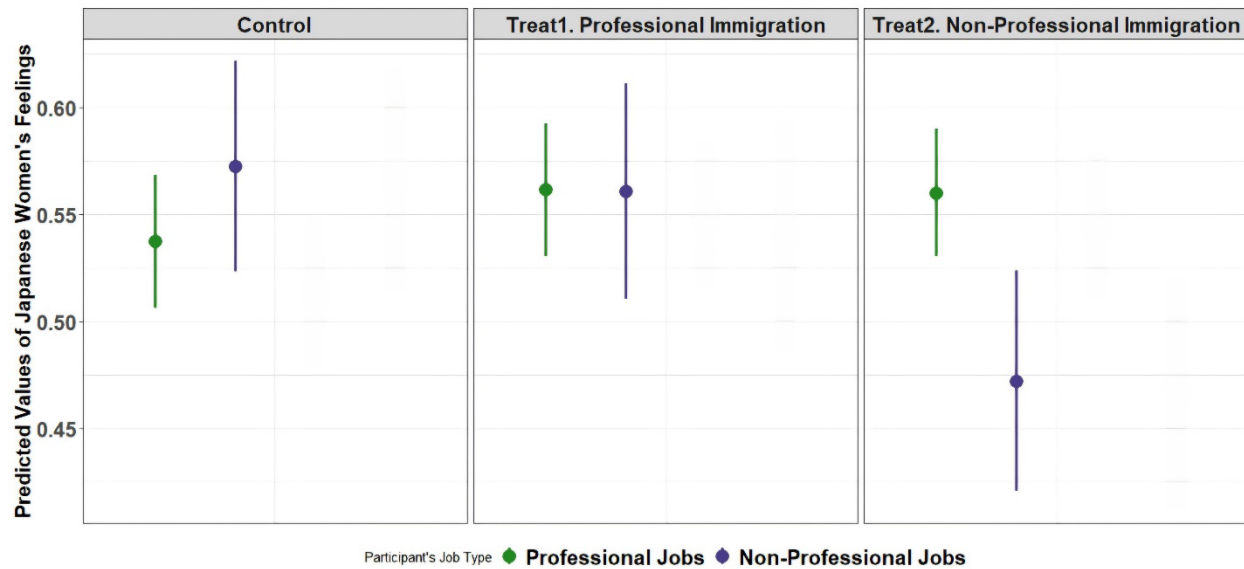 Control
Treat1. Professional Immigration
Treat2. Non-Professional Immigration
Predicted Values of Japanese Women's Feelings
0.60
0.55
0.50
0.45
Participant's Job Type Professional Jobs Non-Professional Jobs